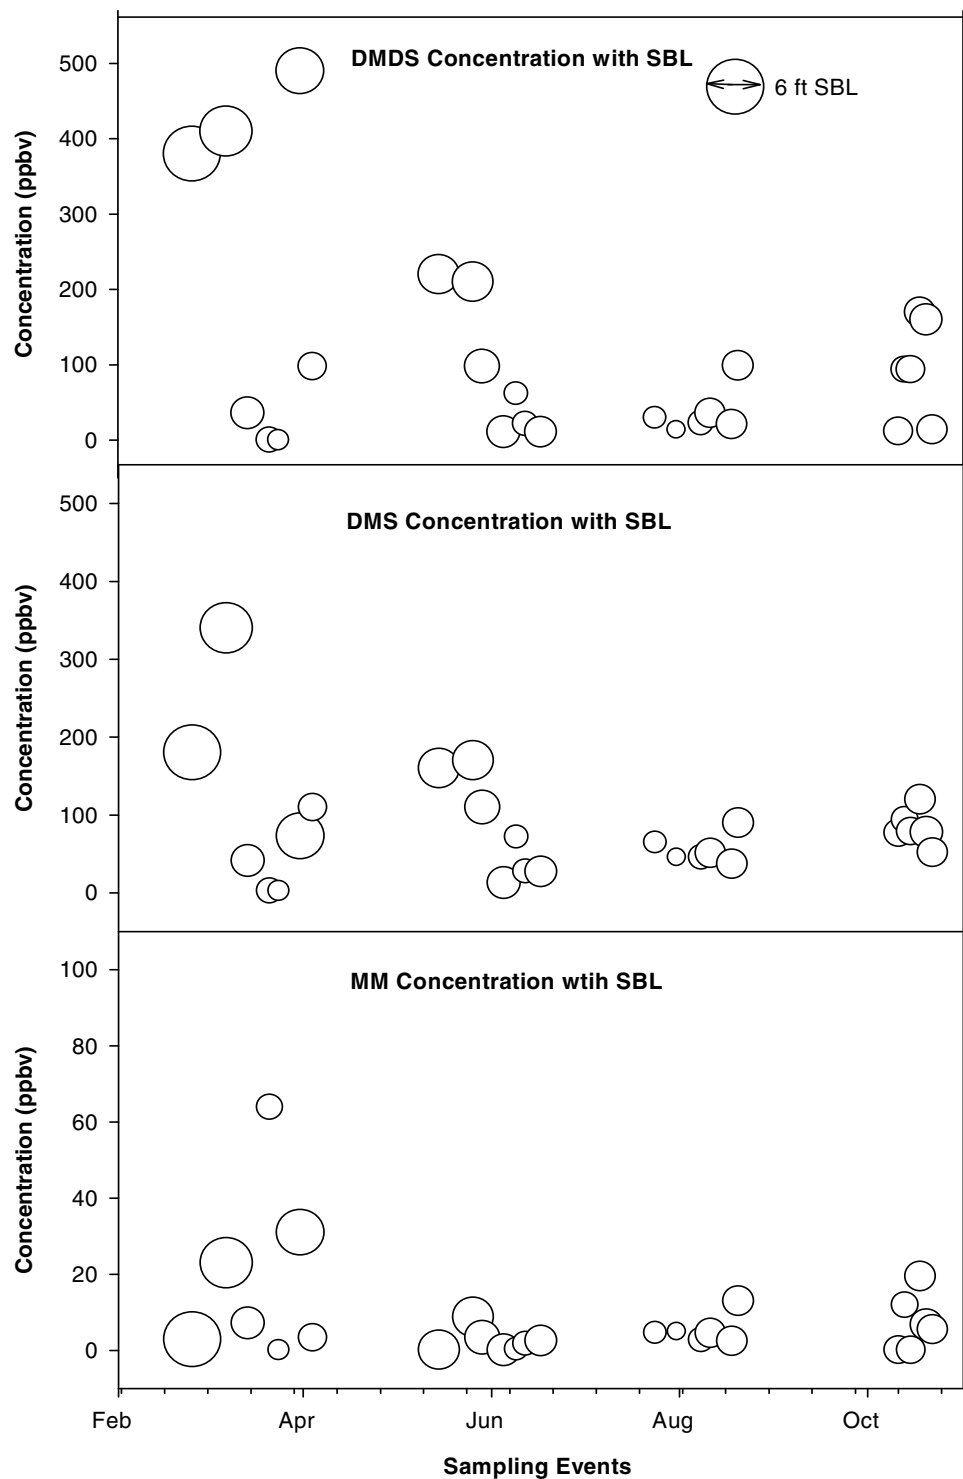 DMDS Concentration with SBL
6 ft SBL
Concentration (ppbv)
500
400
300
200
100
0
DMS Concentration with SBL
Concentration (ppbv)
500
400
300
200
100
0
MM Concentration wtih SBL
Concentration (ppbv)
100
80
60
40
20
0
Feb Apr Jun Aug Oct
Sampling Events